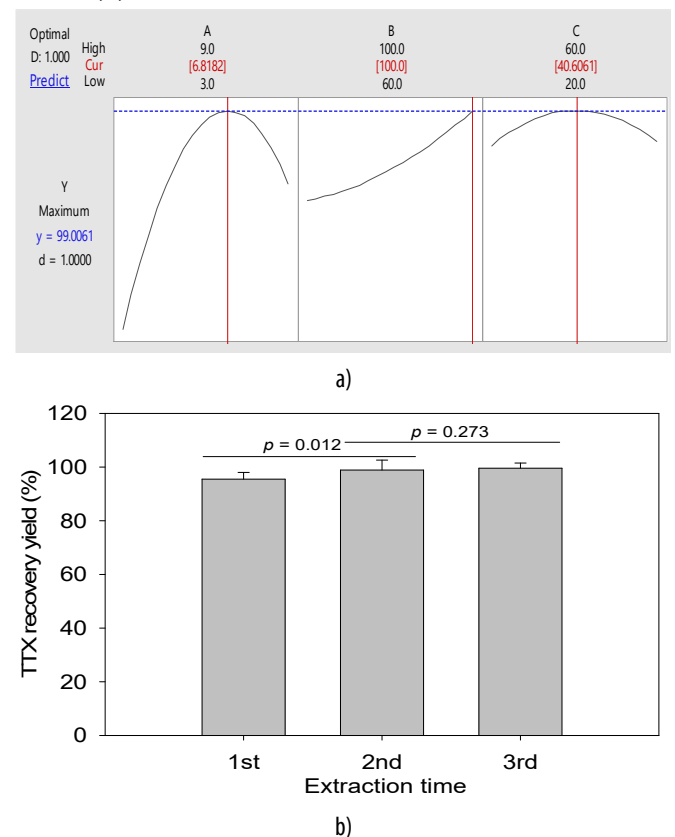 Optimal
D: 1.000
Predict
High
Cur
Low
A
9.0
[6.8182]
3.0
B
100.0
[100.0]
60.0
C
60.0
[40.6061]
20.0
Y
Maximum
y = 99.0061
d = 1.0000
a)
TTX recovery yield (%)
120
100
80
60
40
20
0
p = 0.012
p = 0.273
1st
2nd
3rd
Extraction time
b)